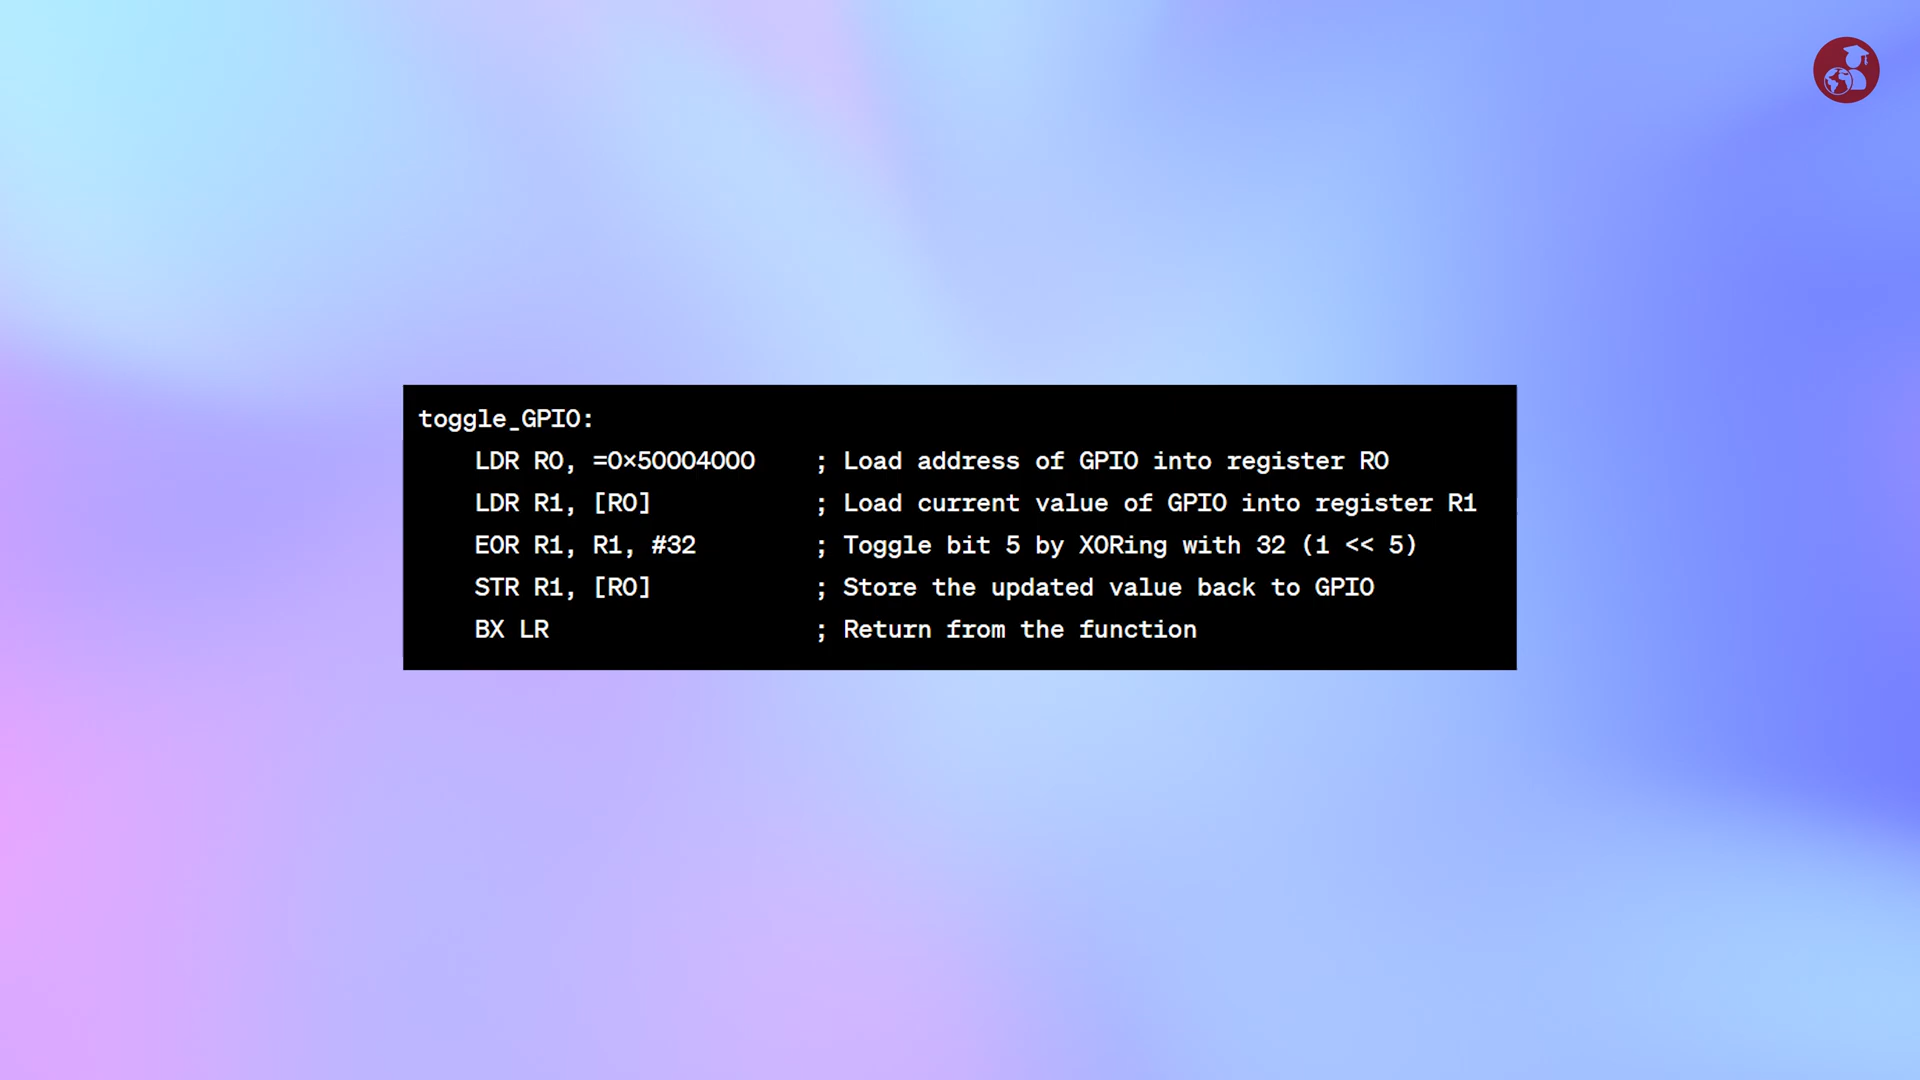 toggle_GPIO:
LDR R0, =0x50004000 ; Load address of GPIO into register R0
LDR R1, [R0] ; Load current value of GPIO into register R1
EOR R1, R1, #32 ; Toggle bit 5 by XORing with 32 (1 << 5)
STR R1, [R0] ; Store the updated value back to GPIO
BX LR ; Return from the function